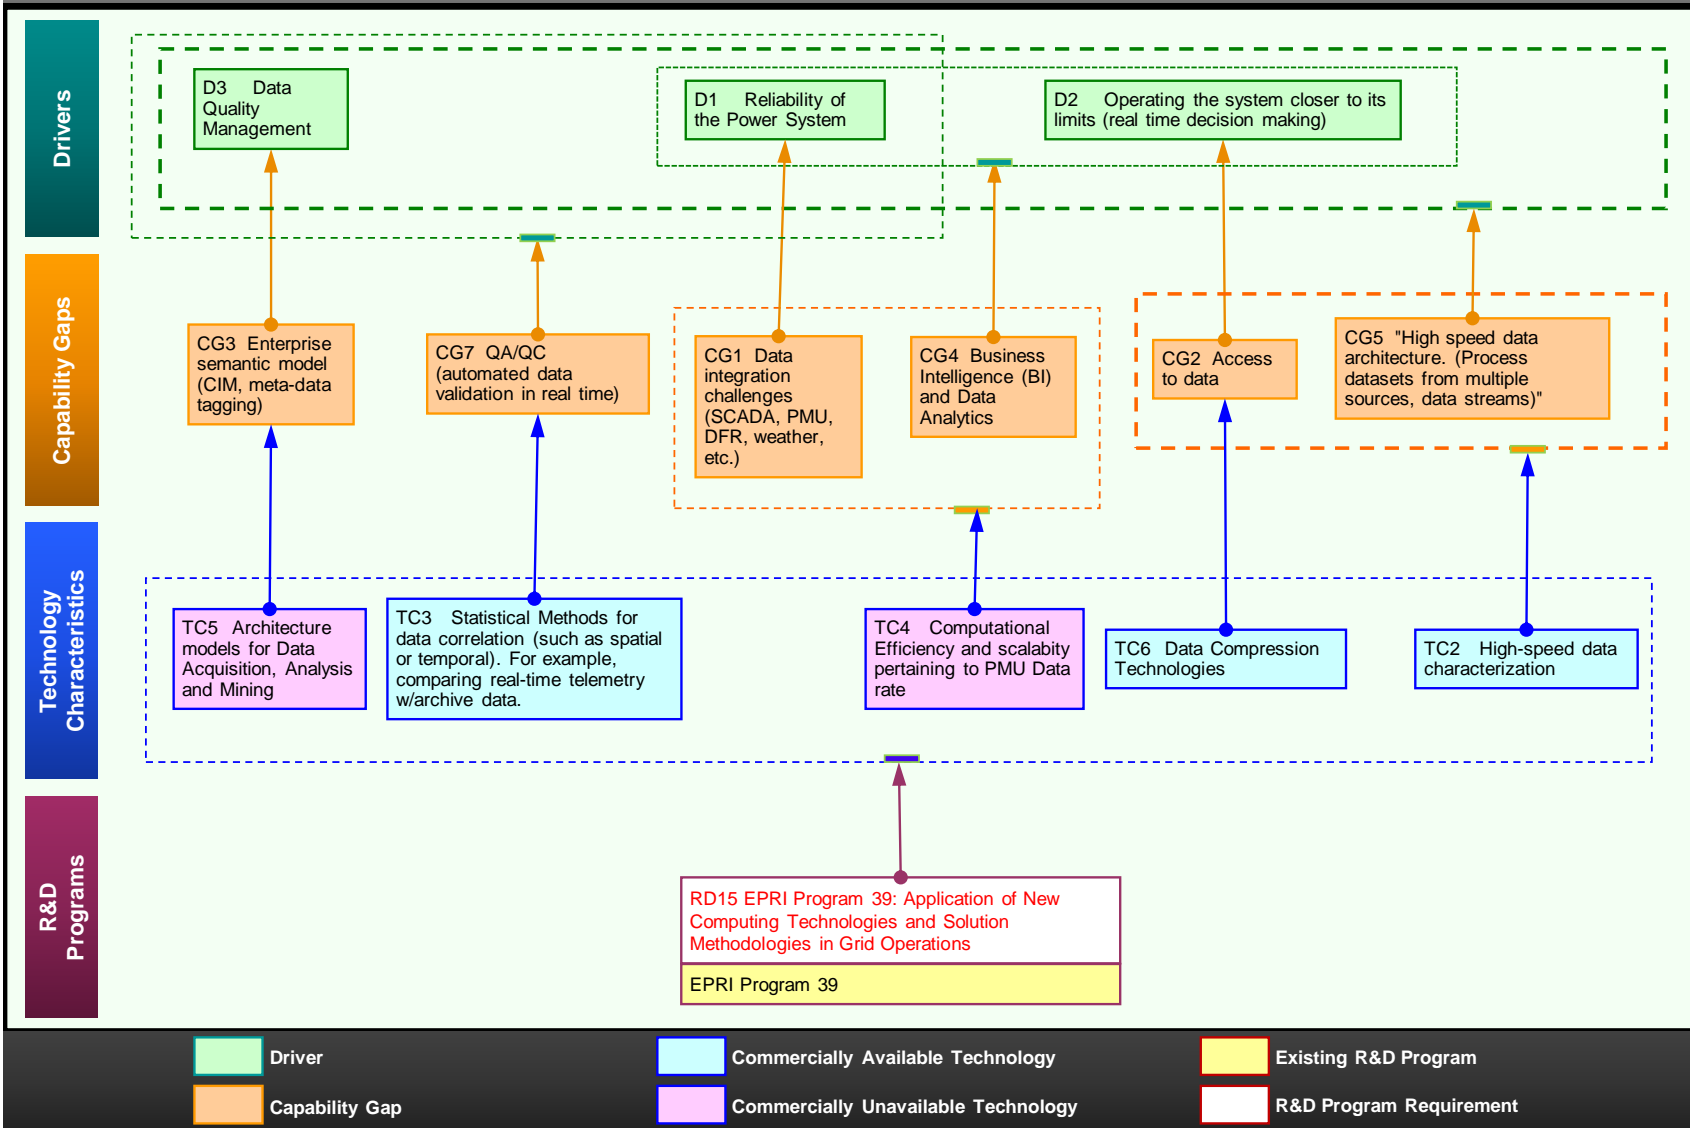 Drivers
D3 Data
Quality
Management
D1 Reliability of
the Power System
D2 Operating the system closer to its
limits (real time decision making)
Capability Gaps
CG3 Enterprise
semantic model
(CIM, meta-data
tagging)
CG7 QA/QC
(automated data
validation in real time)
CG1 Data
integration
challenges
(SCADA, PMU,
DFR, weather,
etc.)
CG4 Business
Intelligence (BI)
and Data
Analytics
CG2 Access
to data
CG5 "High speed data
architecture. (Process
datasets from multiple
sources, data streams)"
Technology
Characteristics
TC5 Architecture
models for Data
Acquisition, Analysis
and Mining
TC3 Statistical Methods for
data correlation (such as spatial
or temporal). For example,
comparing real-time telemetry
w/archive data.
TC4 Computational
Efficiency and scalabity
pertaining to PMU Data
rate
TC6 Data Compression
Technologies
TC2 High-speed data
characterization
R&D
Programs
RD15 EPRI Program 39: Application of New
Computing Technologies and Solution
Methodologies in Grid Operations
EPRI Program 39
Driver
Commercially Available Technology
Existing R&D Program
Capability Gap
Commercially Unavailable Technology
R&D Program Requirement